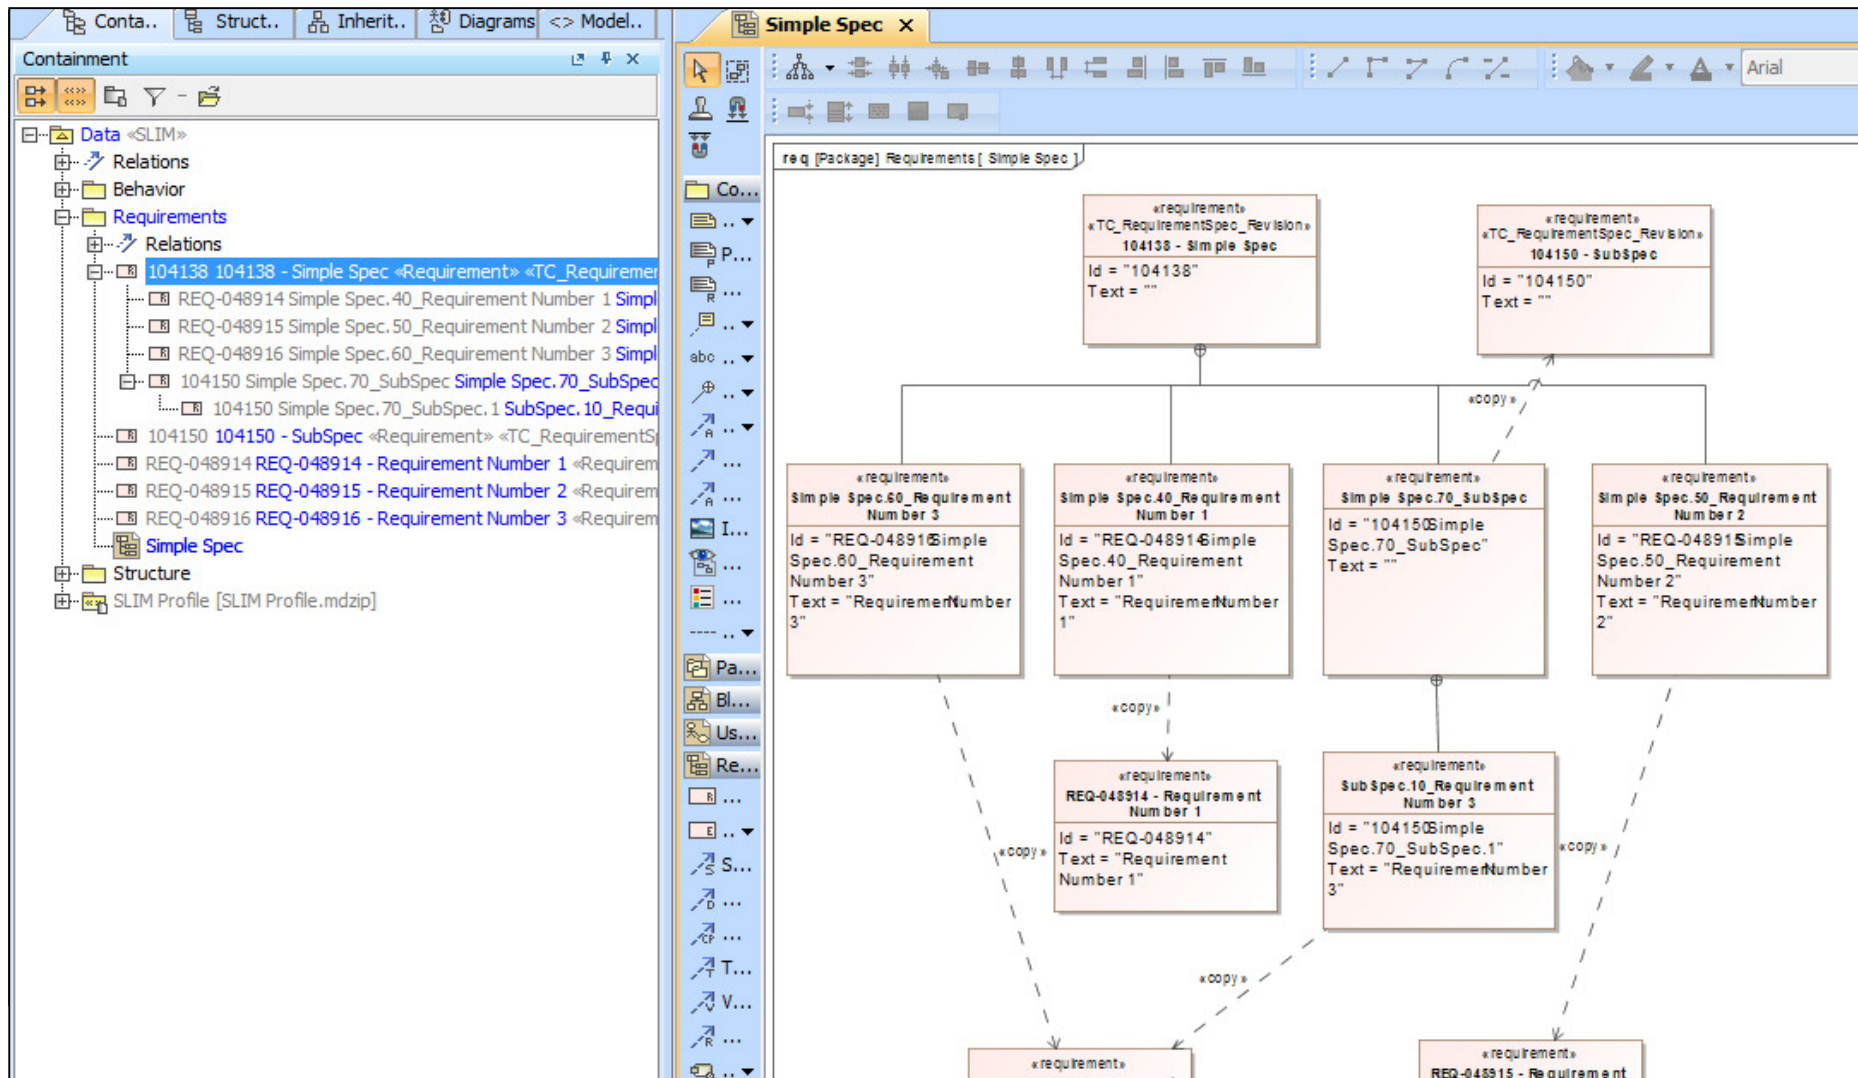 Conta..
Struct..
Inherit..
Diagrams
<> Model..
Containment
Data «SLIM»
Relations
Behavior
Requirements
Relations
104138 104138 - Simple Spec «Requirement» «TC_Requiremer
REQ-048914 Simple Spec.40_Requirement Number 1 Simpl
REQ-048915 Simple Spec.50_Requirement Number 2 Simpl
REQ-048916 Simple Spec.60_Requirement Number 3 Simpl
104150 Simple Spec.70_SubSpec Simple Spec.70_SubSpec
104150 Simple Spec.70_SubSpec.1 SubSpec.10_Requi
104150 104150 - SubSpec «Requirement» «TC_RequirementSp
REQ-048914 REQ-048914 - Requirement Number 1 «Requirem
REQ-048915 REQ-048915 - Requirement Number 2 «Requirem
REQ-048916 REQ-048916 - Requirement Number 3 «Requirem
Simple Spec
Structure
SLIM Profile [SLIM Profile.mdzip]
Simple Spec
Arial
Co...
..
P...
...
..
abc ..
..
..
...
...
I...
...
...
..
Pa...
Bl...
Us...
Re...
...
..
S...
...
...
T...
V...
...
..
req [Package] Requirements [ Simple Spec ]
«requirement»
«TC_RequirementSpec_Revision»
104138 - Simple Spec
Id = "104138"
Text = ""
«requirement»
«TC_RequirementSpec_Revision»
104150 - SubSpec
Id = "104150"
Text = ""
«copy»
«requirement»
Simple Spec.60_Requirement
Number 3
Id = "REQ-048916Simple
Spec.60_Requirement
Number 3"
Text = "RequirementNumber
3"
«requirement»
Simple Spec.40_Requirement
Number 1
Id = "REQ-048914Simple
Spec.40_Requirement
Number 1"
Text = "RequirementNumber
1"
«requirement»
Simple Spec.70_SubSpec
Id = "104150Simple
Spec.70_SubSpec"
Text = ""
«requirement»
Simple Spec.50_Requirement
Number 2
Id = "REQ-048915Simple
Spec.50_Requirement
Number 2"
Text = "RequirementNumber
2"
«copy»
«requirement»
REQ-048914 - Requirement
Number 1
Id = "REQ-048914"
Text = "Requirement
Number 1"
«requirement»
SubSpec.10_Requirement
Number 3
Id = "104150Simple
Spec.70_SubSpec.1"
Text = "RequirementNumber
3"
«copy»
«copy»
«copy»
«requirement»
«requirement»
REQ-048915 - Requirement